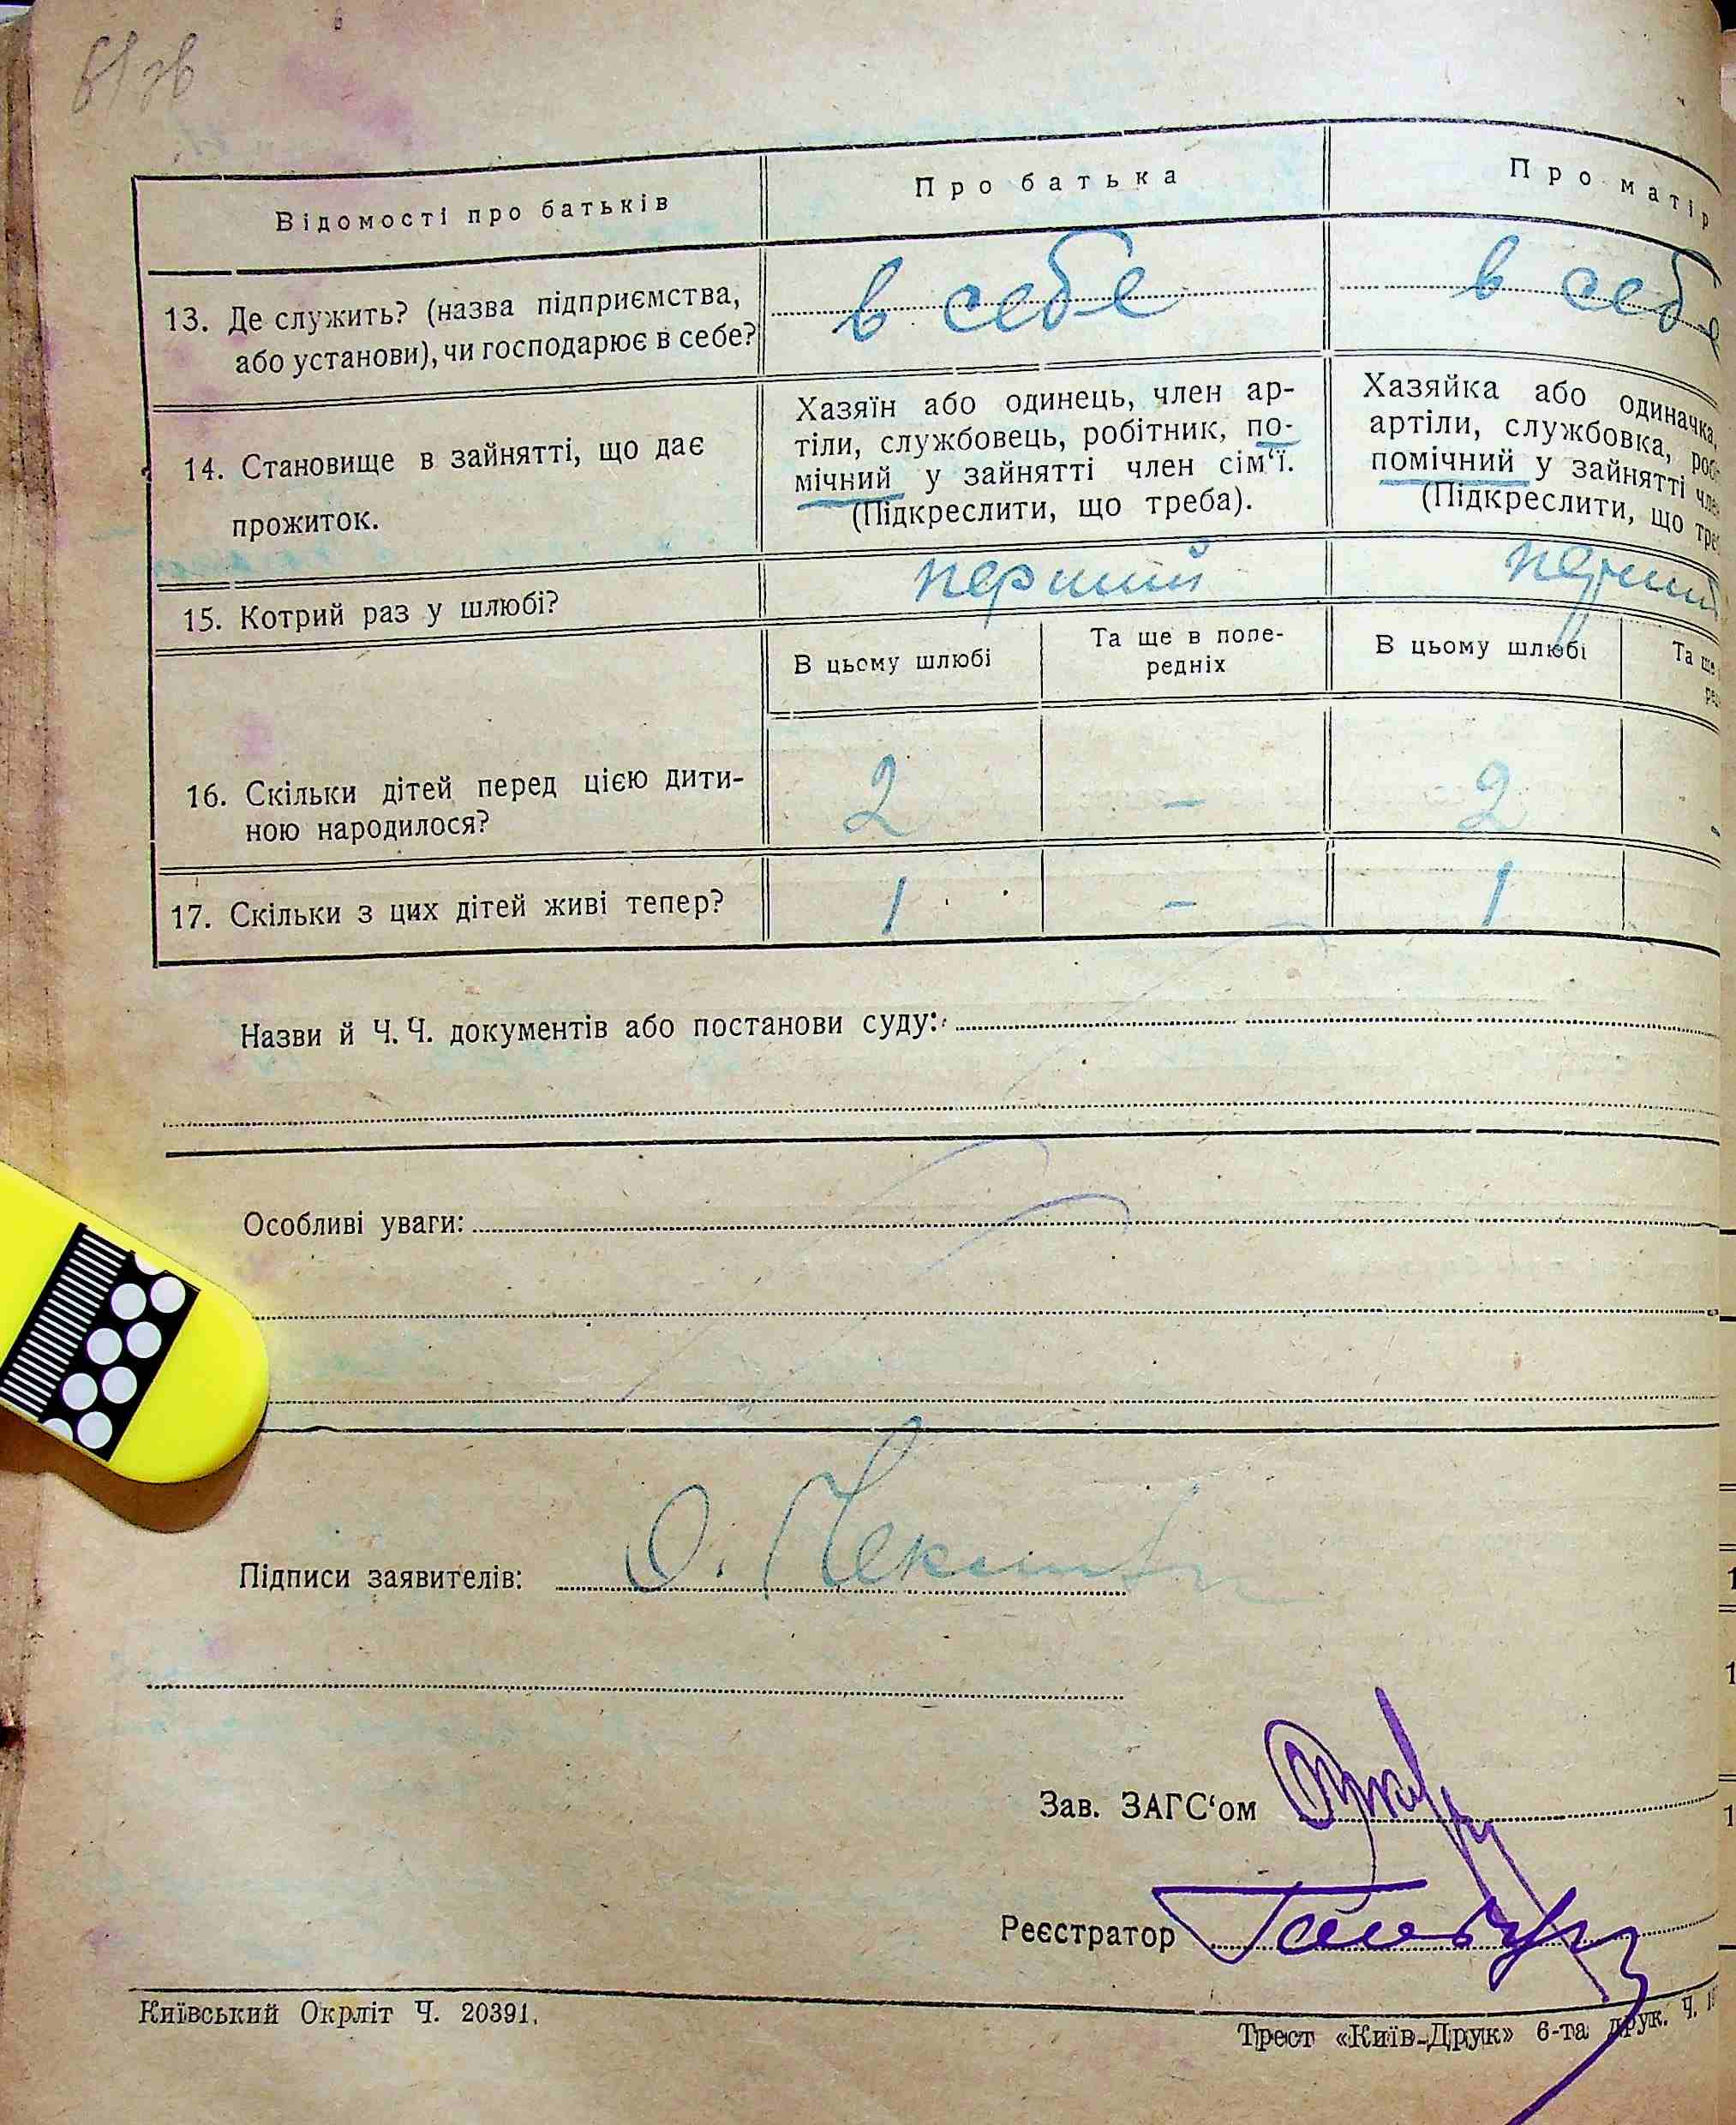 Відомості про батьків
Про батька
Про матір
13. Де служить? (назва підприємства,
або установи), чи господарює в себе?
в себе
в себе
14. Становище в зайнятті, що дає
прожиток.
Хазяїн або одинець, член ар-
тіли, службовець, робітник, по-
мічний у зайнятті член сім‘ї.
(Підкреслити, що треба).
Хазяйка або одиначка,
артіли, службовка,
помічний у зайнятті
(Підкреслити, що
15. Котрий раз у шлюбі?
перший
перший
В цьому шлюбі
Та ще в попе-
редніх
В цьому шлюбі
Та ще
16. Скільки дітей перед цією дити-
ною народилося?
2
-
2
-
17. Скільки з цих дітей живі тепер?
1
-
1
Назви й Ч. Ч. документів або постанови суду:
Особливі уваги:
Підписи заявителів:
О.
Зав. ЗАГС‘ом
Реєстратор
Київський Окрліт Ч. 20391.
Трест «Київ-Друк» 6-та друк. Ч.